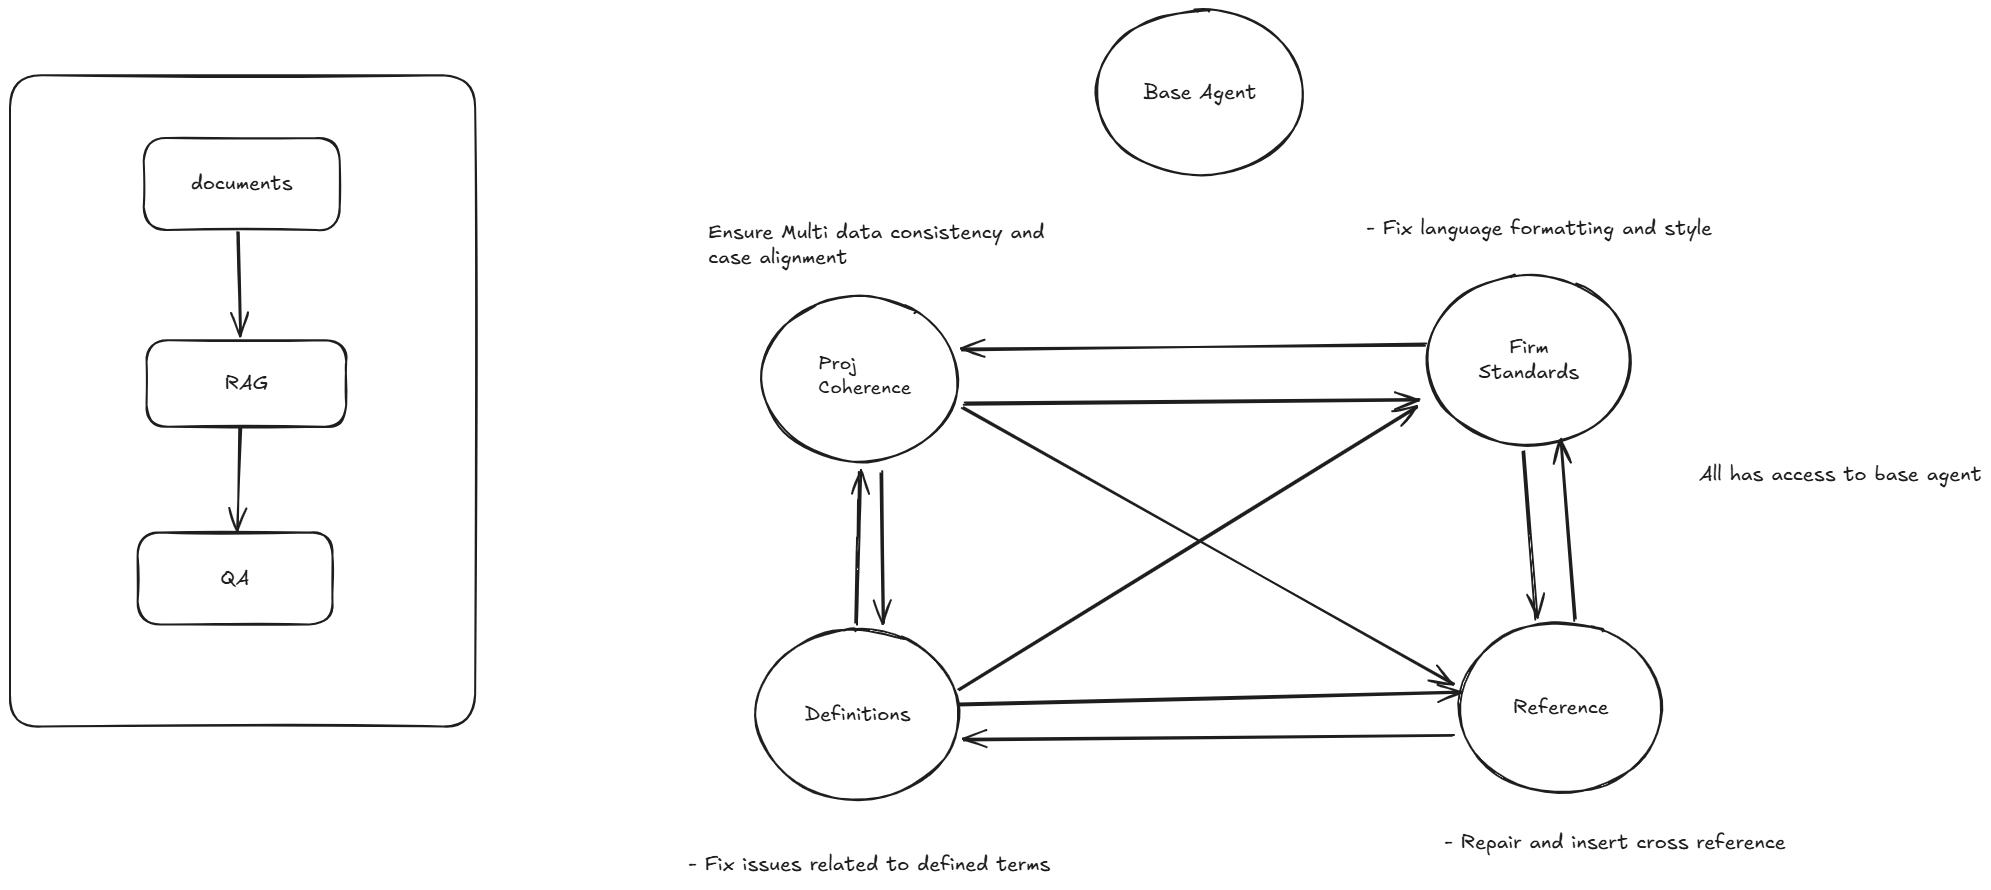 Base Agent
documents
RAG
QA
Ensure Multi data consistency and
case alignment
- Fix language formatting and style
Proj
Coherence
Firm
Standards
All has access to base agent
Definitions
Reference
- Fix issues related to defined terms
- Repair and insert cross reference